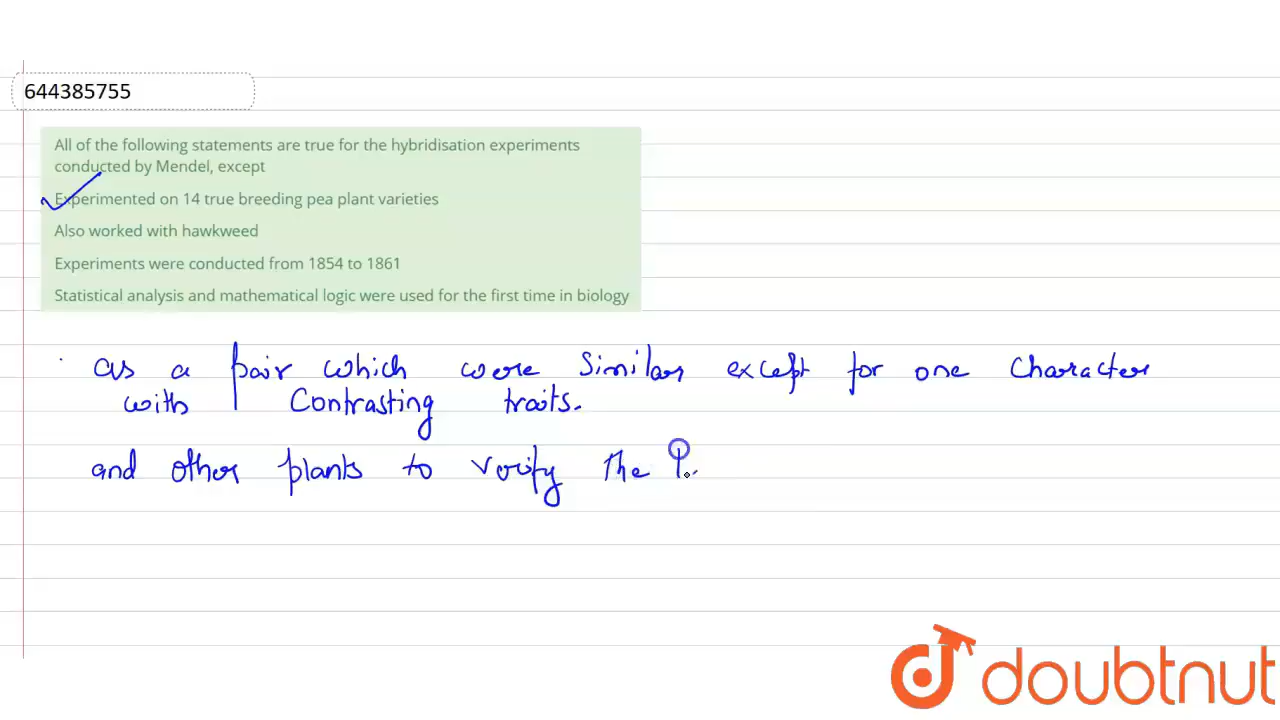 644385755
All of the following statements are true for the hybridisation experiments
conducted by Mendel, except
Experimented on 14 true breeding pea plant varieties
Also worked with hawkweed
Experiments were conducted from 1854 to 1861
Statistical analysis and mathematical logic were used for the first time in biology
as a pair which were similar except for one character
with contrasting traits.
and other plants to verify the
doubtnut